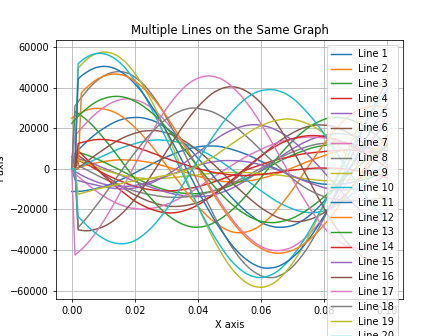 Multiple Lines on the Same Graph
60000
40000
20000
0
−20000
−40000
−60000
0.00
0.02
0.04
0.06
X axis
Line 1
Line 2
Line 3
Line 4
Line 5
Line 6
Line 7
Line 8
Line 9
Line 10
Line 11
Line 12
Line 13
Line 14
Line 15
Line 16
Line 17
Line 18
Line 19
Line 20